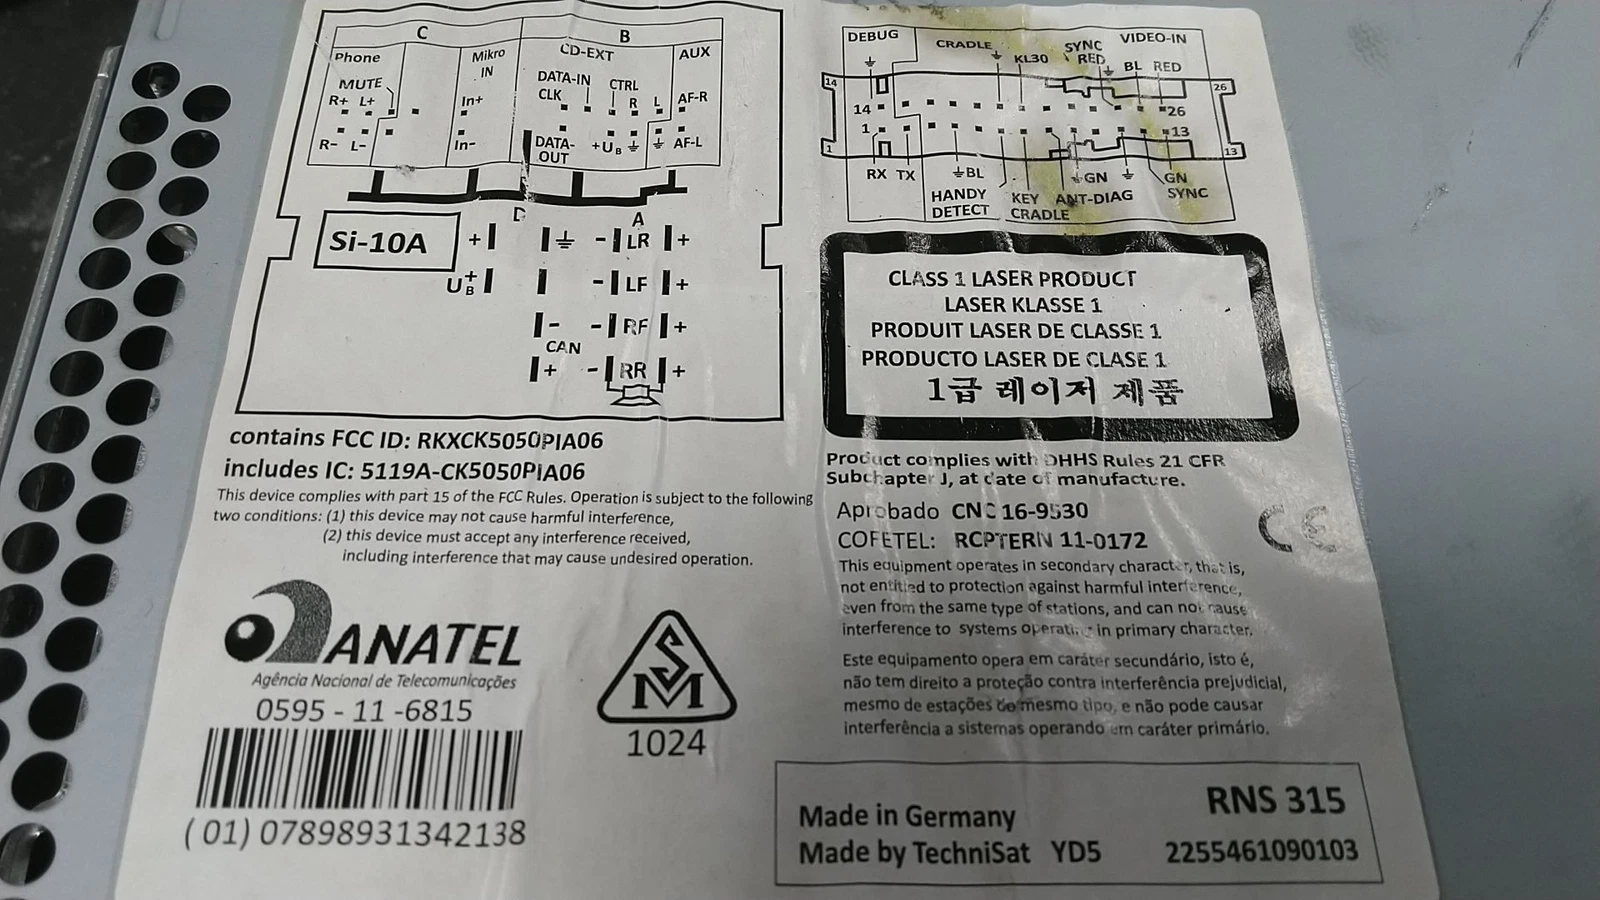 C
B
Phone
Mikro
IN
CD-EXT
AUX
MUTE
DATA-IN
CTRL
R+ L+
In+
CLK
R L
AF-R
R- L-
In-
DATA-
OUT
+UB
AF-L
D
A
Si-10A
+
- LR +
+
UB
- LF +
- - RF +
CAN
+ - RR +
DEBUG
CRADLE
KL30
SYNC
RED
VIDEO-IN
BL RED
14
26
14
26
1
13
1
13
RX TX
BL
GN
GN
HANDY
DETECT
KEY
CRADLE
ANT-DIAG
SYNC
CLASS 1 LASER PRODUCT
LASER KLASSE 1
PRODUIT LASER DE CLASSE 1
PRODUCTO LASER DE CLASE 1
1급 레이저 제품
contains FCC ID: RKXCK5050PIA06
includes IC: 5119A-CK5050PIA06
This device complies with part 15 of the FCC Rules. Operation is subject to the following
two conditions: (1) this device may not cause harmful interference,
(2) this device must accept any interference received,
including interference that may cause undesired operation.
Product complies with DHHS Rules 21 CFR
Subchapter J, at date of manufacture.
Aprobado CNC 16-9530
COFETEL: RCPTERN 11-0172
CE
This equipment operates in secondary character, that is,
not entitled to protection against harmful interference,
even from the same type of stations, and can not cause
interference to systems operating in primary character.
Este equipamento opera em caráter secundário, isto é,
não tem direito a proteção contra interferência prejudicial,
mesmo de estações do mesmo tipo, e não pode causar
interferência a sistemas operando em caráter primário.
ANATEL
Agência Nacional de Telecomunicações
0595 - 11 -6815
(01) 07898931342138
S
M
1024
RNS 315
Made in Germany
Made by TechniSat YD5 2255461090103